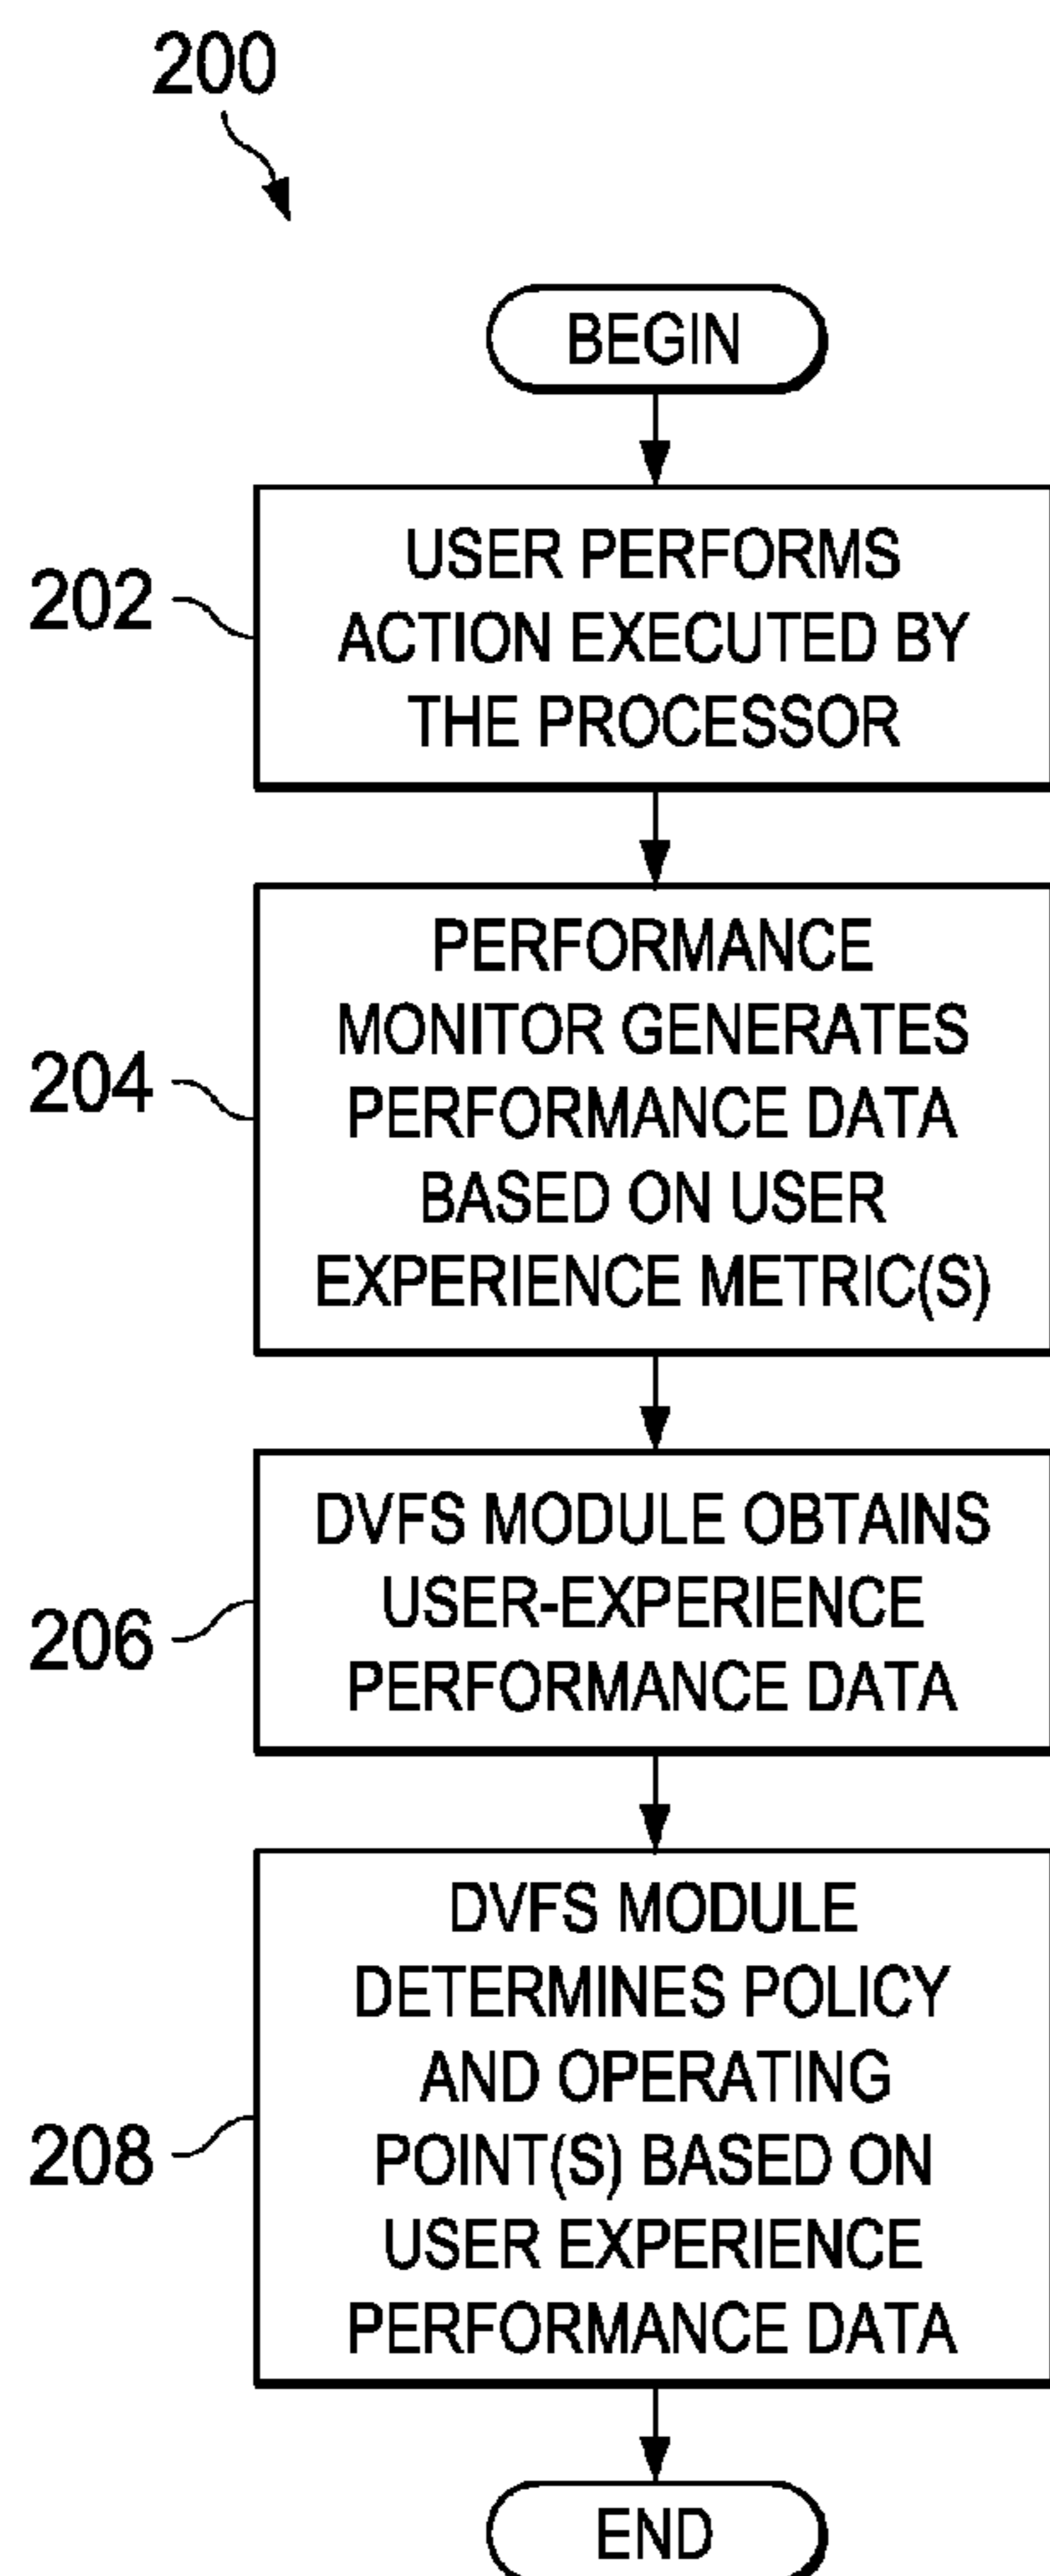 200
BEGIN
202
USER PERFORMS
ACTION EXECUTED BY
THE PROCESSOR
204
PERFORMANCE
MONITOR GENERATES
PERFORMANCE DATA
BASED ON USER
EXPERIENCE METRIC(S)
206
DVFS MODULE OBTAINS
USER-EXPERIENCE
PERFORMANCE DATA
208
DVFS MODULE
DETERMINES POLICY
AND OPERATING
POINT(S) BASED ON
USER EXPERIENCE
PERFORMANCE DATA
END